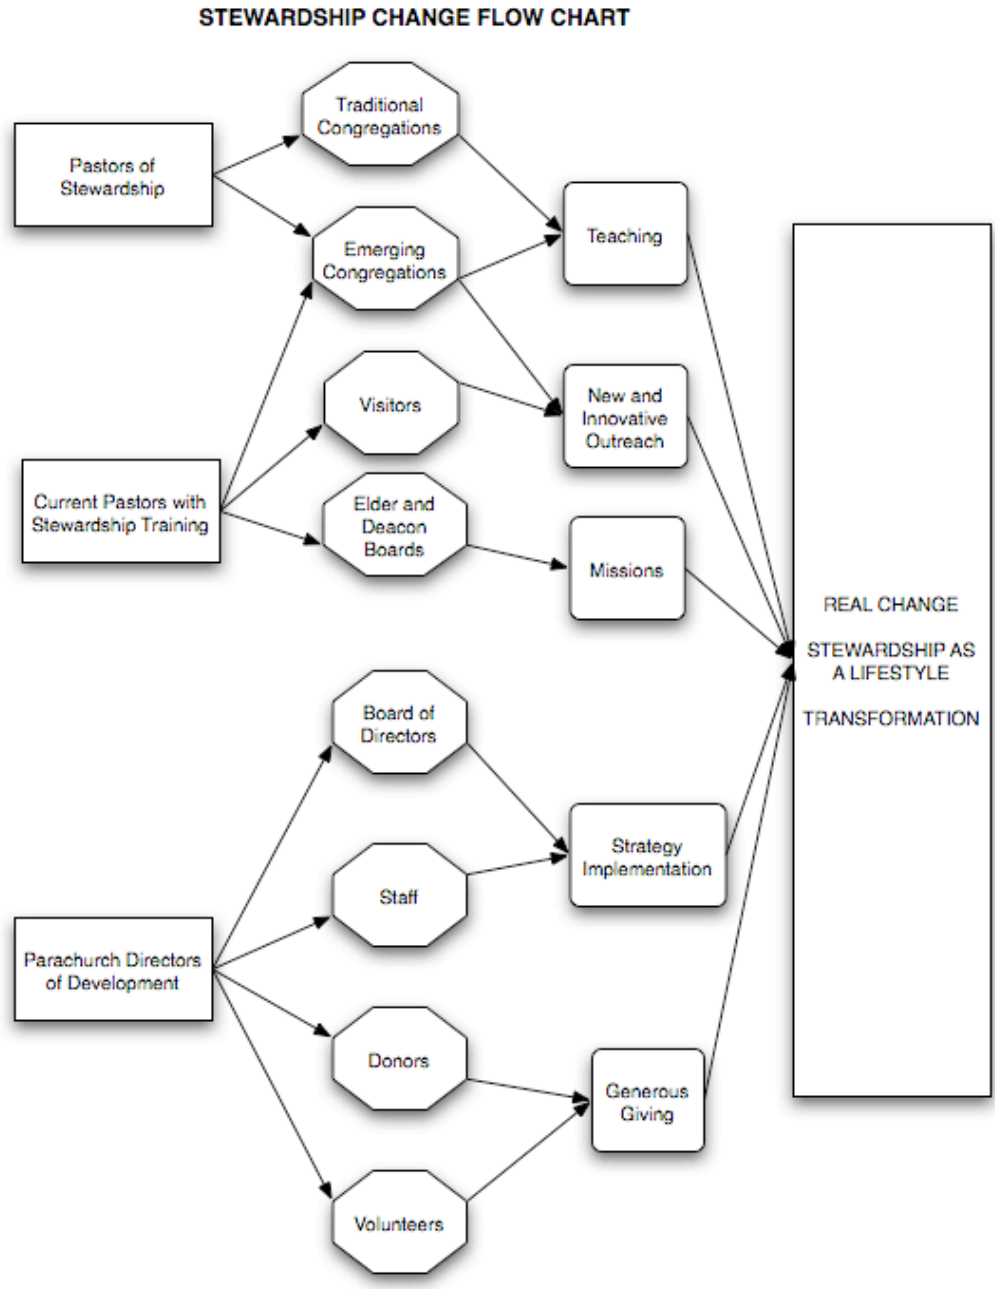 STEWARDSHIP CHANGE FLOW CHART
Traditional
Congregations
Pastors of
Stewardship
Emerging
Congregations
Teaching
Visitors
New and
Innovative
Outreach
Current Pastors with
Stewardship Training
Elder and
Deacon
Boards
Missions
REAL CHANGE
STEWARDSHIP AS
A LIFESTYLE
TRANSFORMATION
Board of
Directors
Strategy
Implementation
Staff
Parachurch Directors
of Development
Donors
Generous
Giving
Volunteers